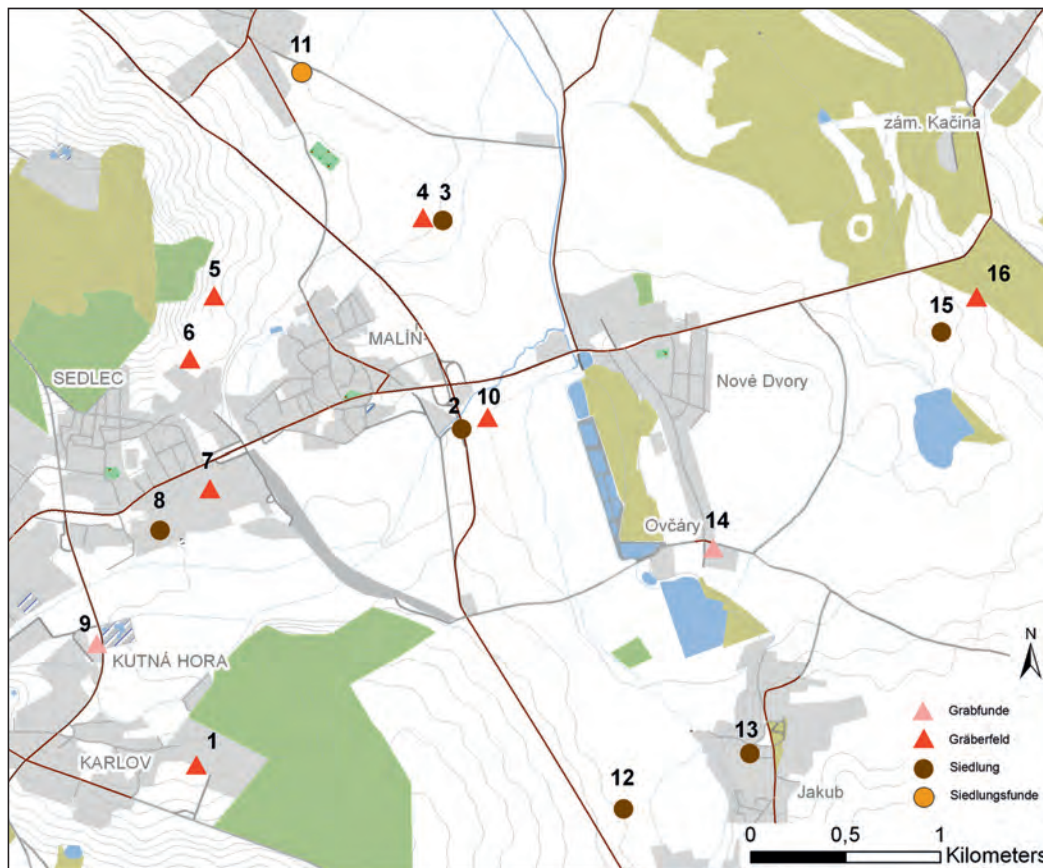 11
zám. Kačina
4 3
5
16
15
6
MALÍN
SEDLEC
Nové Dvory
2 10
7
8
14
Ovčáry
9
KUTNÁ HORA
N
1
KARLOV
13
12
Jakub
Grabfunde
Gräberfeld
Siedlung
Siedlungsfunde
0 0,5 1
Kilometers